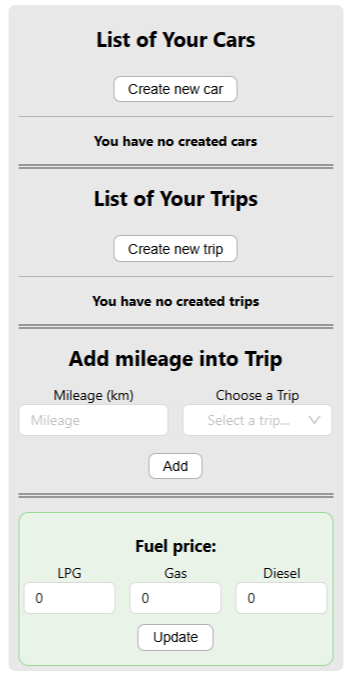 List of Your Cars
Create new car
You have no created cars
List of Your Trips
Create new trip
You have no created trips
Add mileage into Trip
Mileage (km) Choose a Trip
Mileage Select a trip...
Add
Fuel price:
LPG Gas Diesel
0 0 0
Update